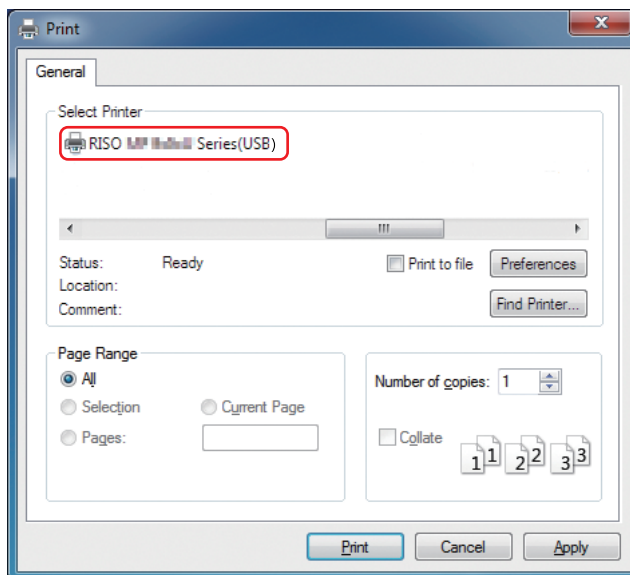 Print
General
Select Printer
RISO Series(USB)
Status: Ready Print to file Preferences
Location:
Comment: Find Printer...
Page Range
All
Selection Current Page
Pages:
Number of copies: 1
Collate
1 1 2 2 3 3
Print Cancel Apply